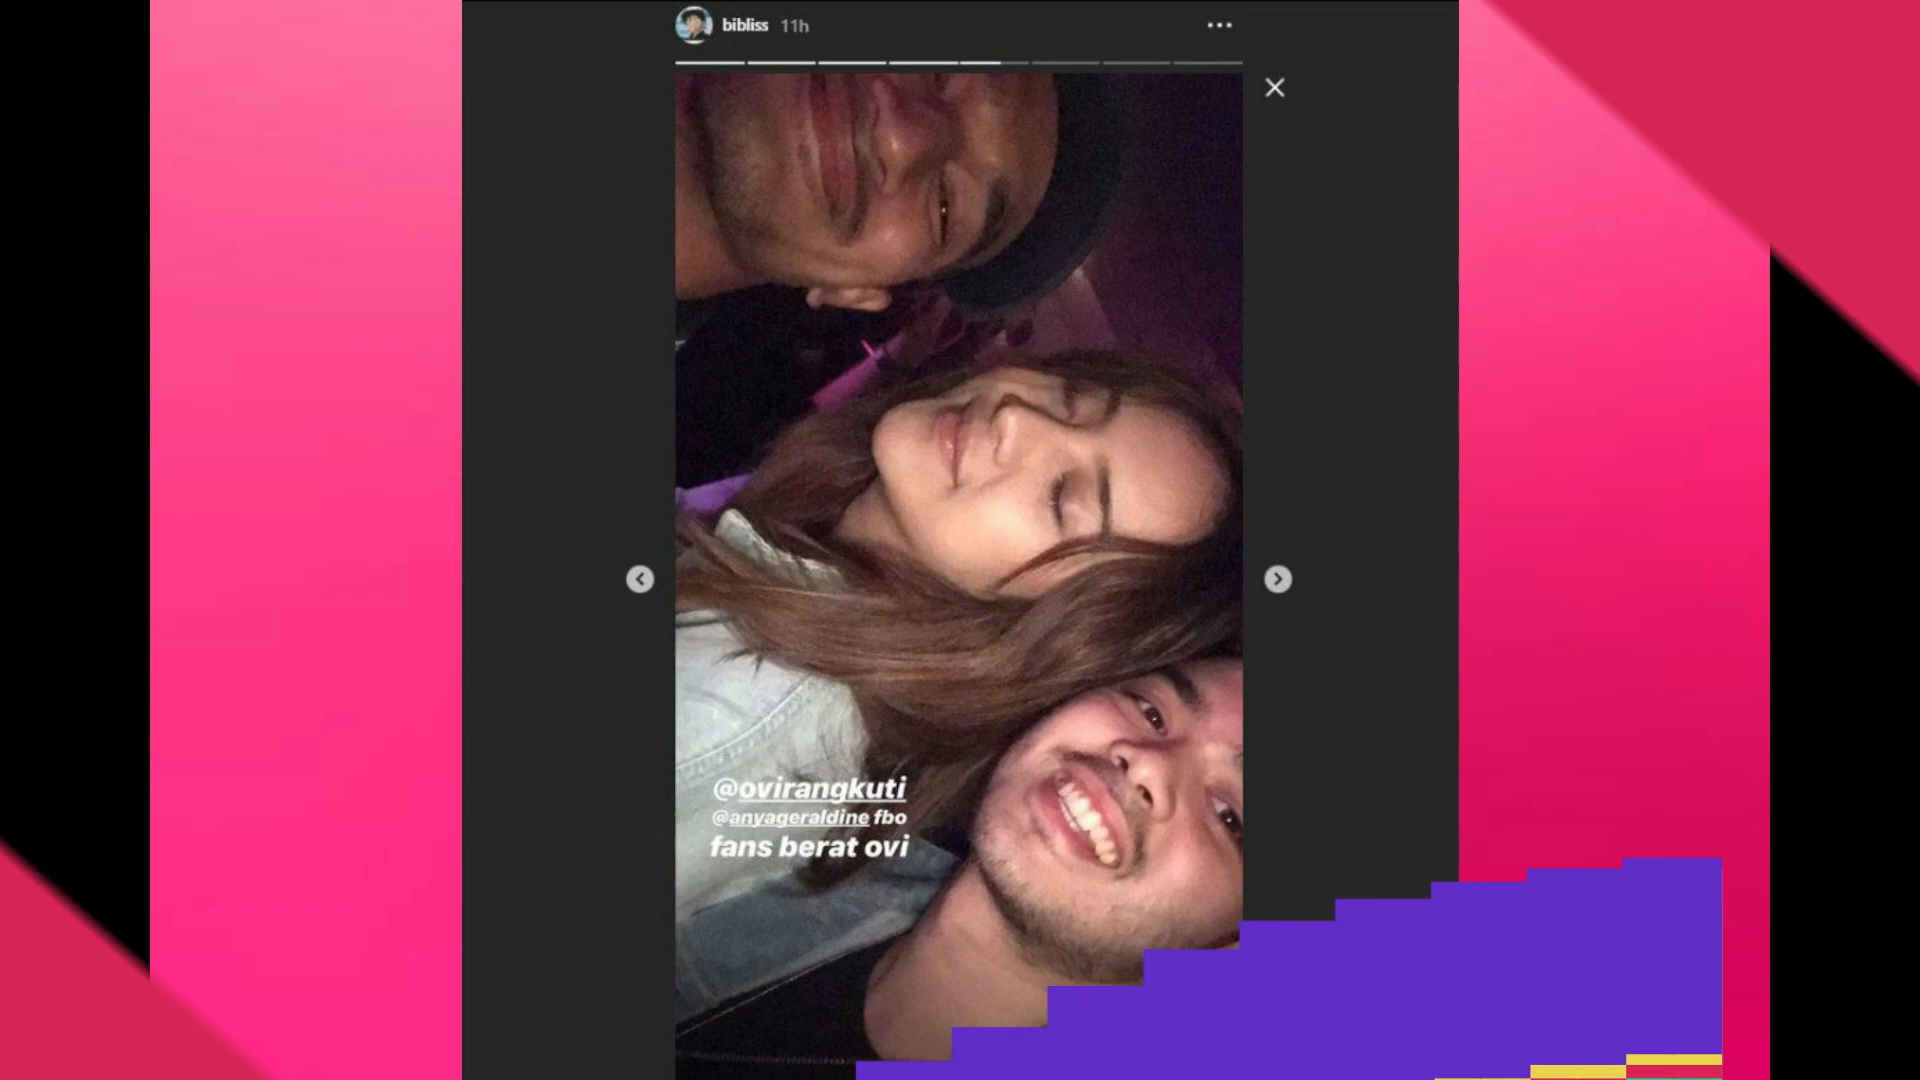 bibliss 11h
@ovirangkuti
@anyageraldine fbo
fans berat ovi